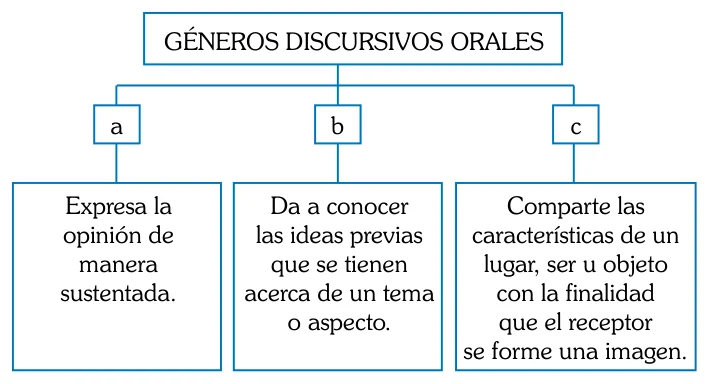 GÉNEROS DISCURSIVOS ORALES
a
b
c
Expresa la
opinión de
manera
sustentada.
Da a conocer
las ideas previas
que se tienen
acerca de un tema
o aspecto.
Comparte las
características de un
lugar, ser u objeto
con la finalidad
que el receptor
se forme una imagen.